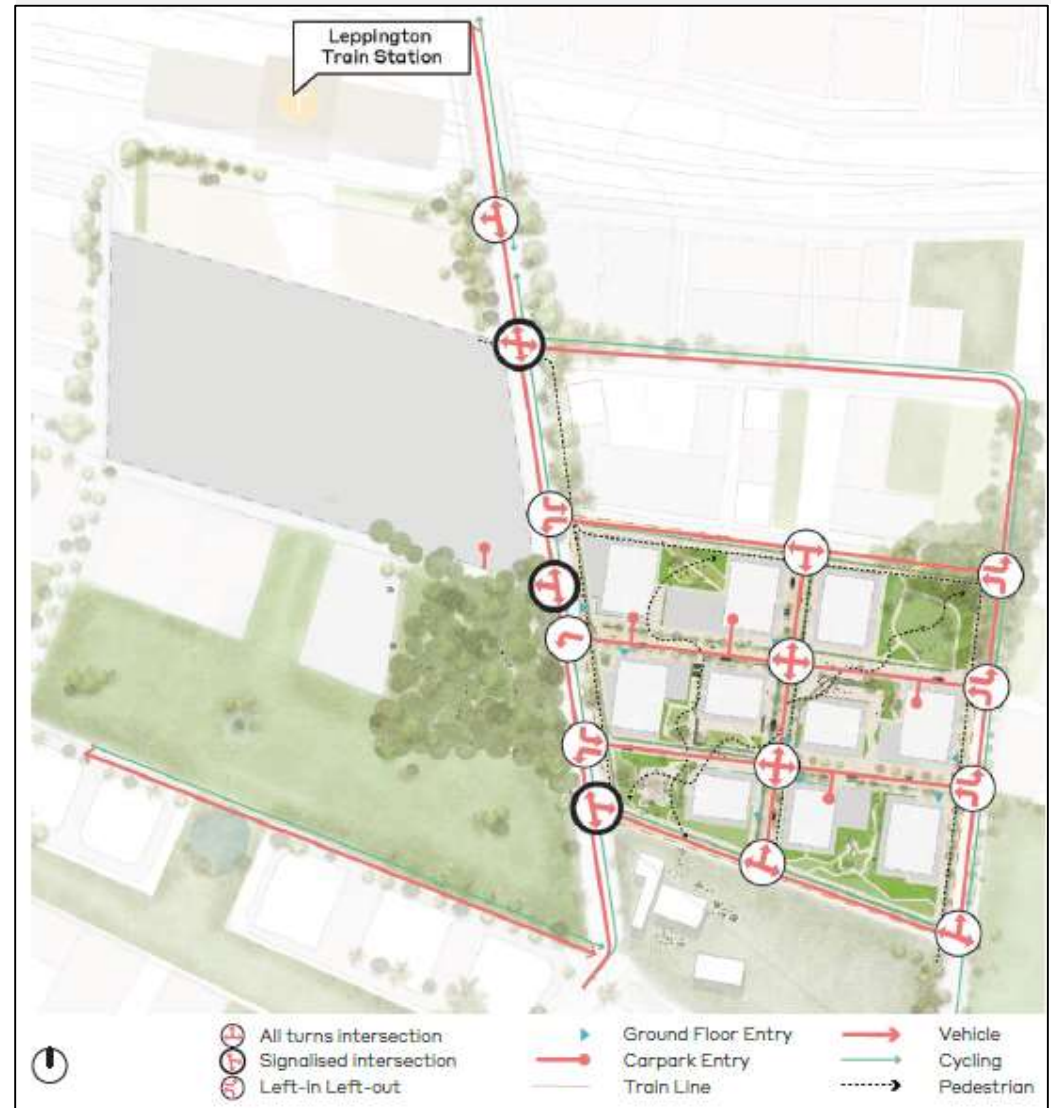 Leppington
Train Station
All turns intersection
Signalised intersection
Left-in Left-out
Ground Floor Entry
Carpark Entry
Train Line
Vehicle
Cycling
Pedestrian